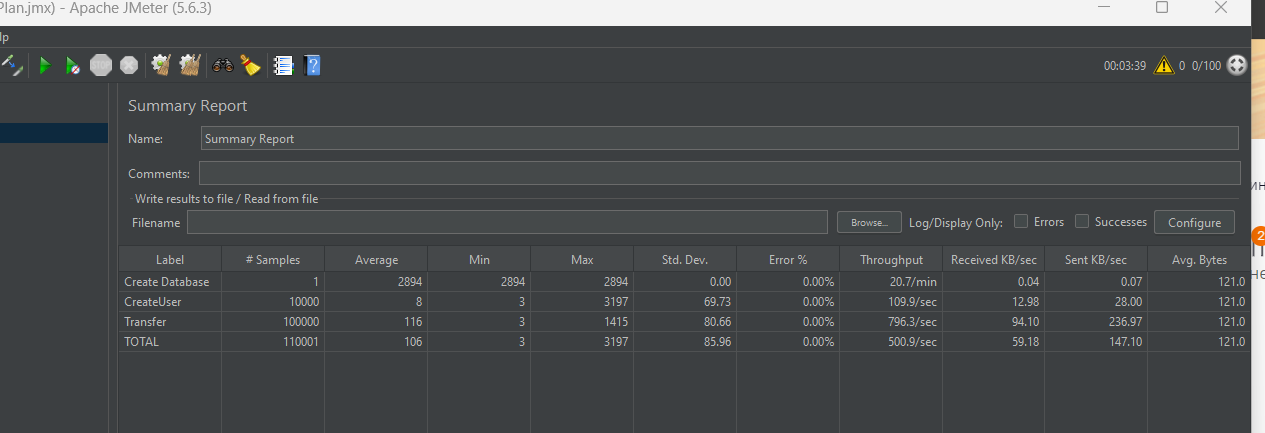 Plan.jmx) - Apache JMeter (5.6.3)
lp
STOP
00:03:39 0 0/100
Summary Report
Name: Summary Report
Comments:
Write results to file / Read from file
Filename Browse... Log/Display Only: Errors Successes Configure
Label # Samples Average Min Max Std. Dev. Error % Throughput Received KB/sec Sent KB/sec Avg. Bytes
Create Database 1 2894 2894 2894 0.00 0.00% 20.7/min 0.04 0.07 121.0
CreateUser 10000 8 3 3197 69.73 0.00% 109.9/sec 12.98 28.00 121.0
Transfer 100000 116 3 1415 80.66 0.00% 796.3/sec 94.10 236.97 121.0
TOTAL 110001 106 3 3197 85.96 0.00% 500.9/sec 59.18 147.10 121.0
ин
2
не